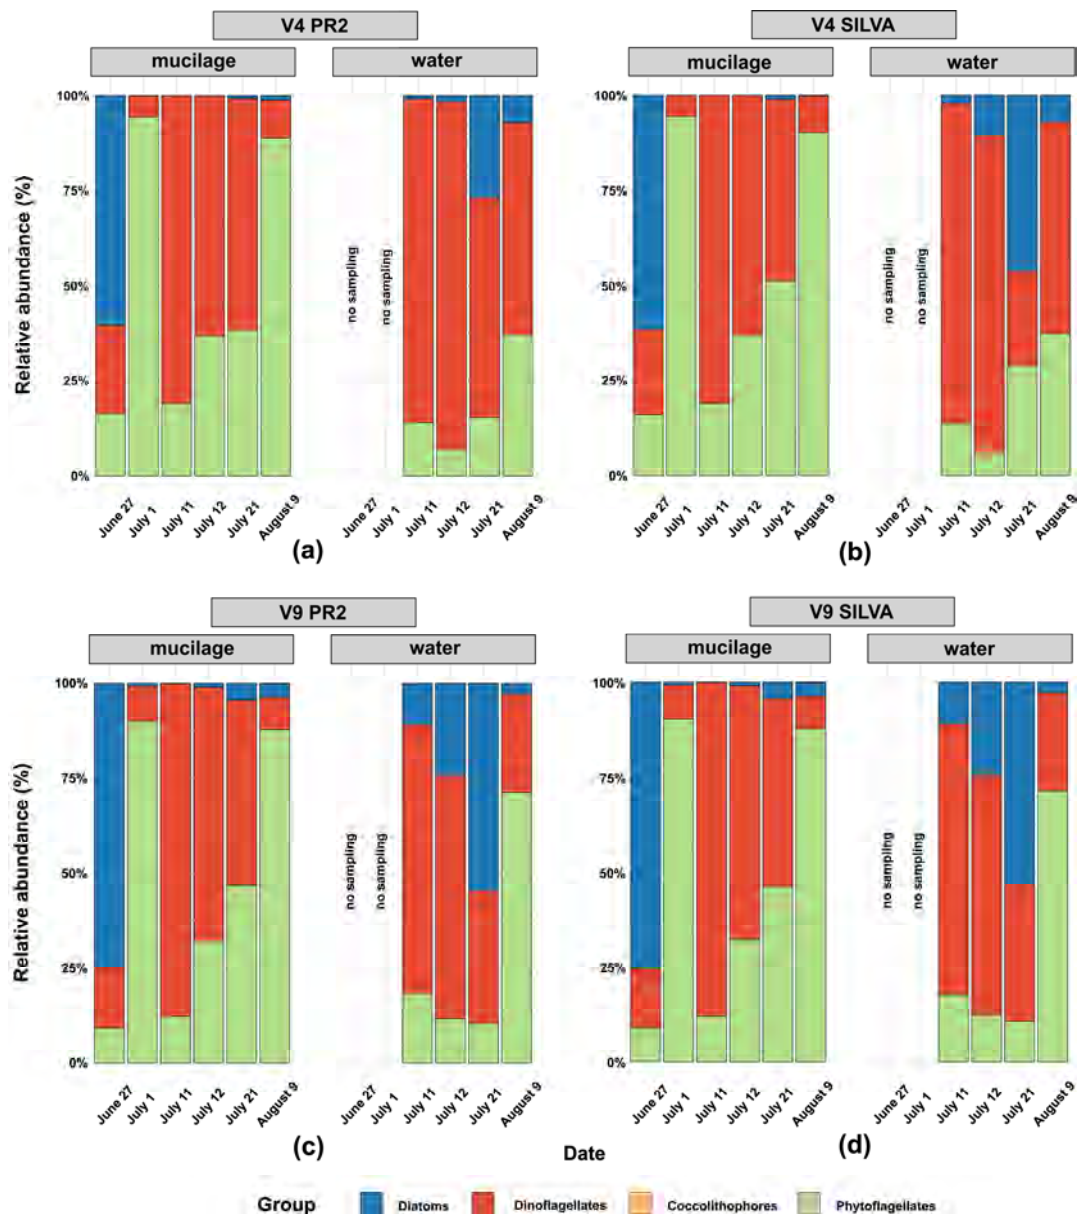 V4 PR2
mucilage
water
Relative abundance (%)
100%
75%
50%
25%
0%
no sampling
no sampling
June 27
July 1
July 11
July 12
July 21
August 9
June 27
July 1
July 11
July 12
July 21
August 9
(a)
V4 SILVA
mucilage
water
100%
75%
50%
25%
0%
no sampling
no sampling
June 27
July 1
July 11
July 12
July 21
August 9
June 27
July 1
July 11
July 12
July 21
August 9
(b)
V9 PR2
mucilage
water
Relative abundance (%)
100%
75%
50%
25%
0%
no sampling
no sampling
June 27
July 1
July 11
July 12
July 21
August 9
June 27
July 1
July 11
July 12
July 21
August 9
(c)
V9 SILVA
mucilage
water
100%
75%
50%
25%
0%
no sampling
no sampling
June 27
July 1
July 11
July 12
July 21
August 9
June 27
July 1
July 11
July 12
July 21
August 9
(d)
Date
Group Diatoms Dinoflagellates Coccolithophores Phytoflagellates